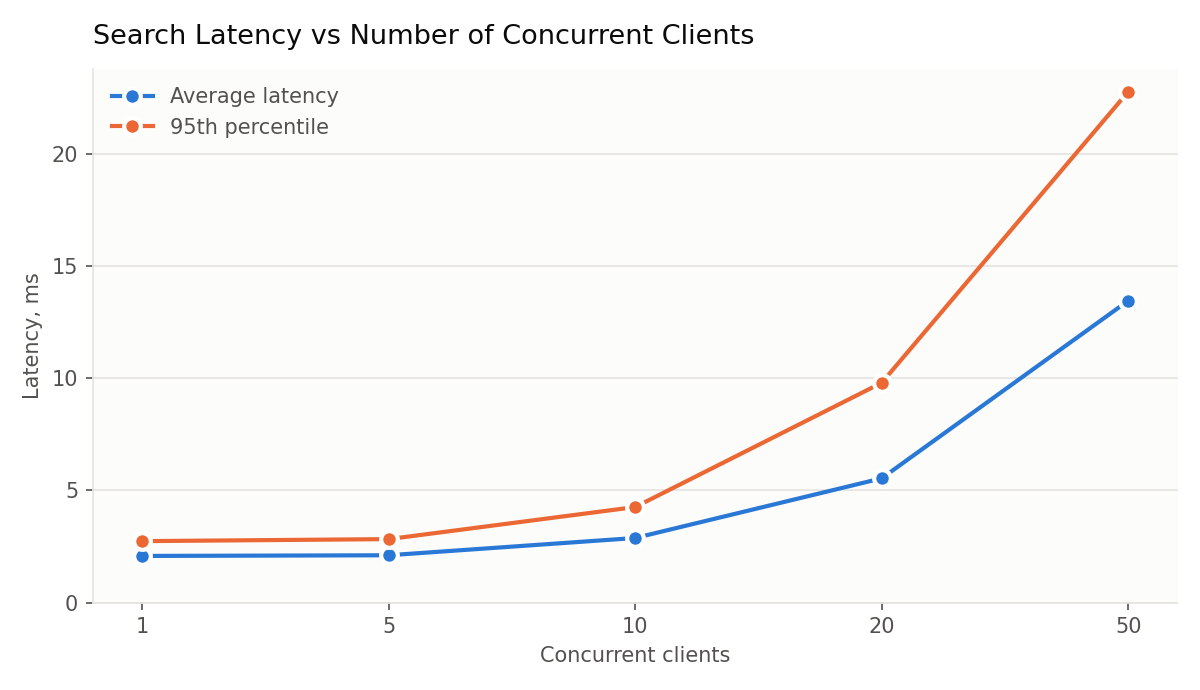 Search Latency vs Number of Concurrent Clients
Average latency
95th percentile
Latency, ms
20
15
10
5
0
1 5 10 20 50
Concurrent clients